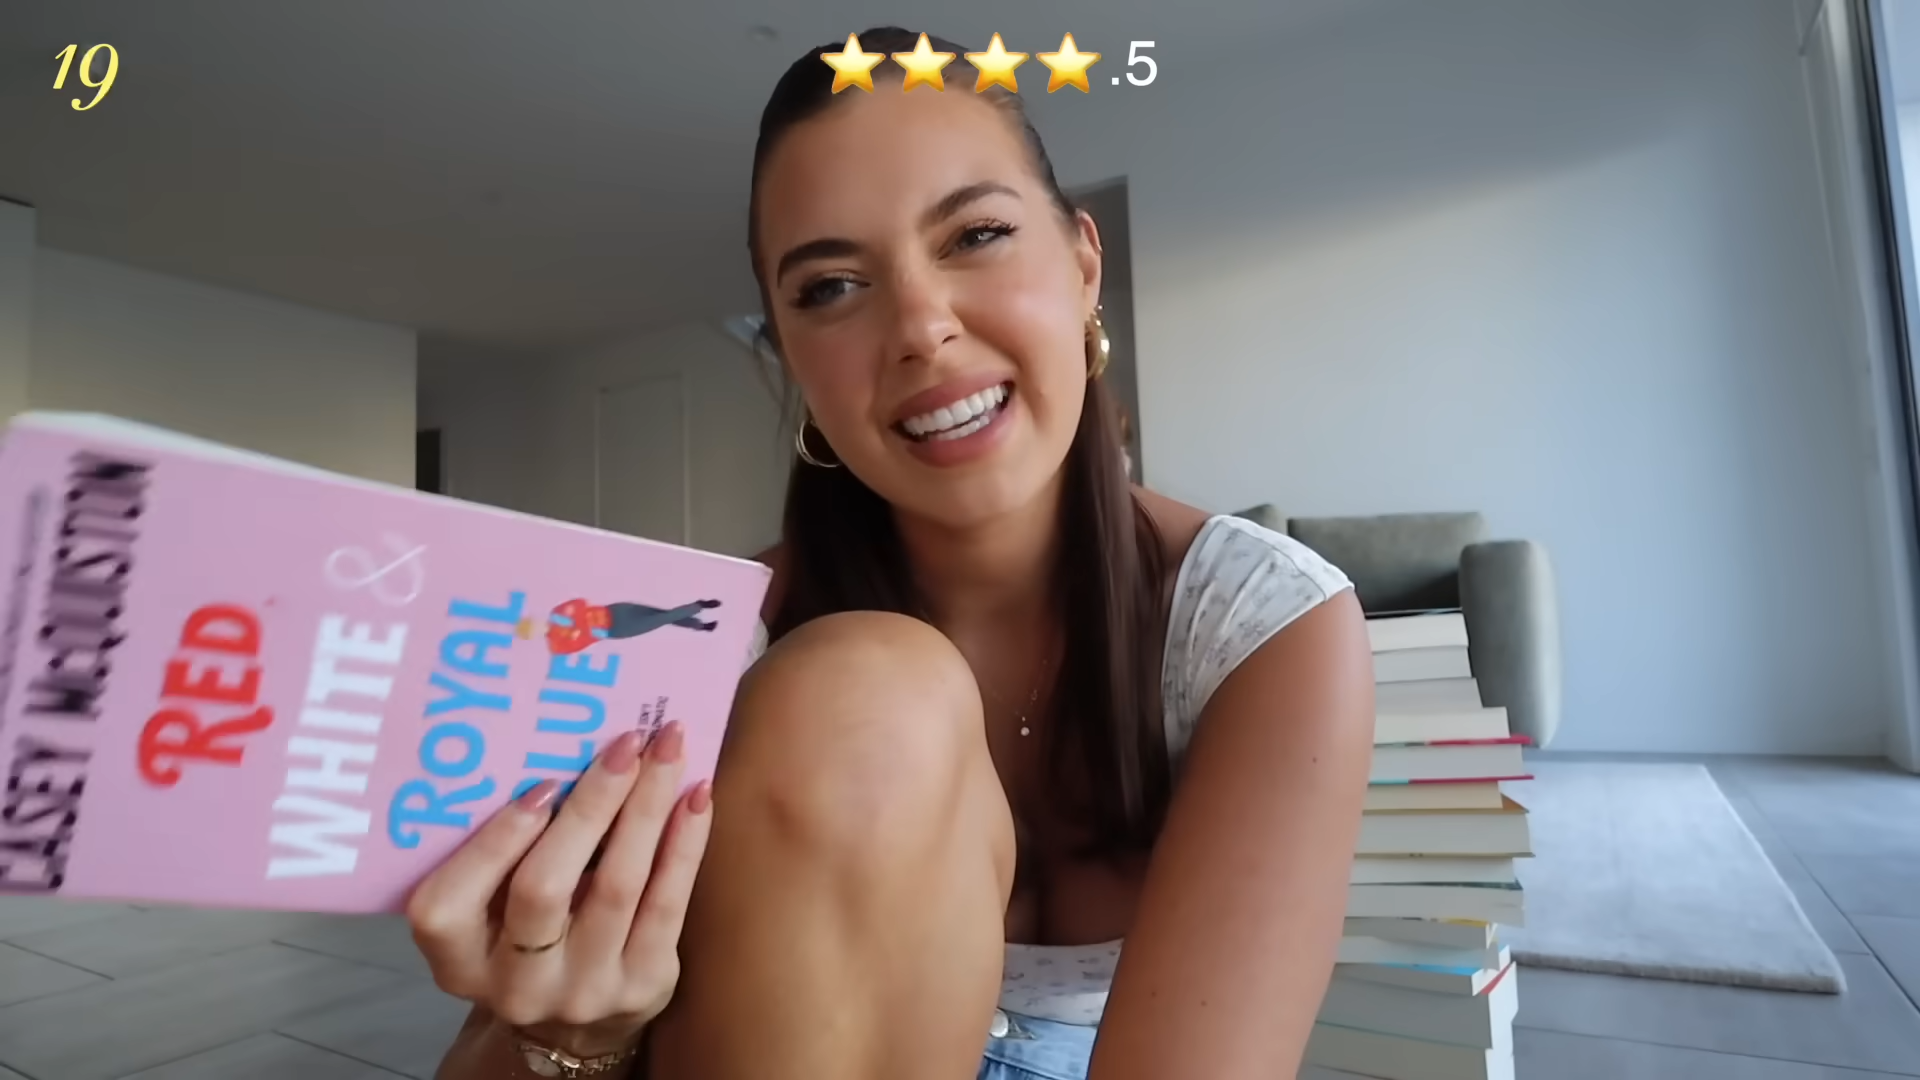 19
⭐⭐⭐⭐.5
CASEY McQUISTON
RED
WHITE &
ROYAL
BLUE